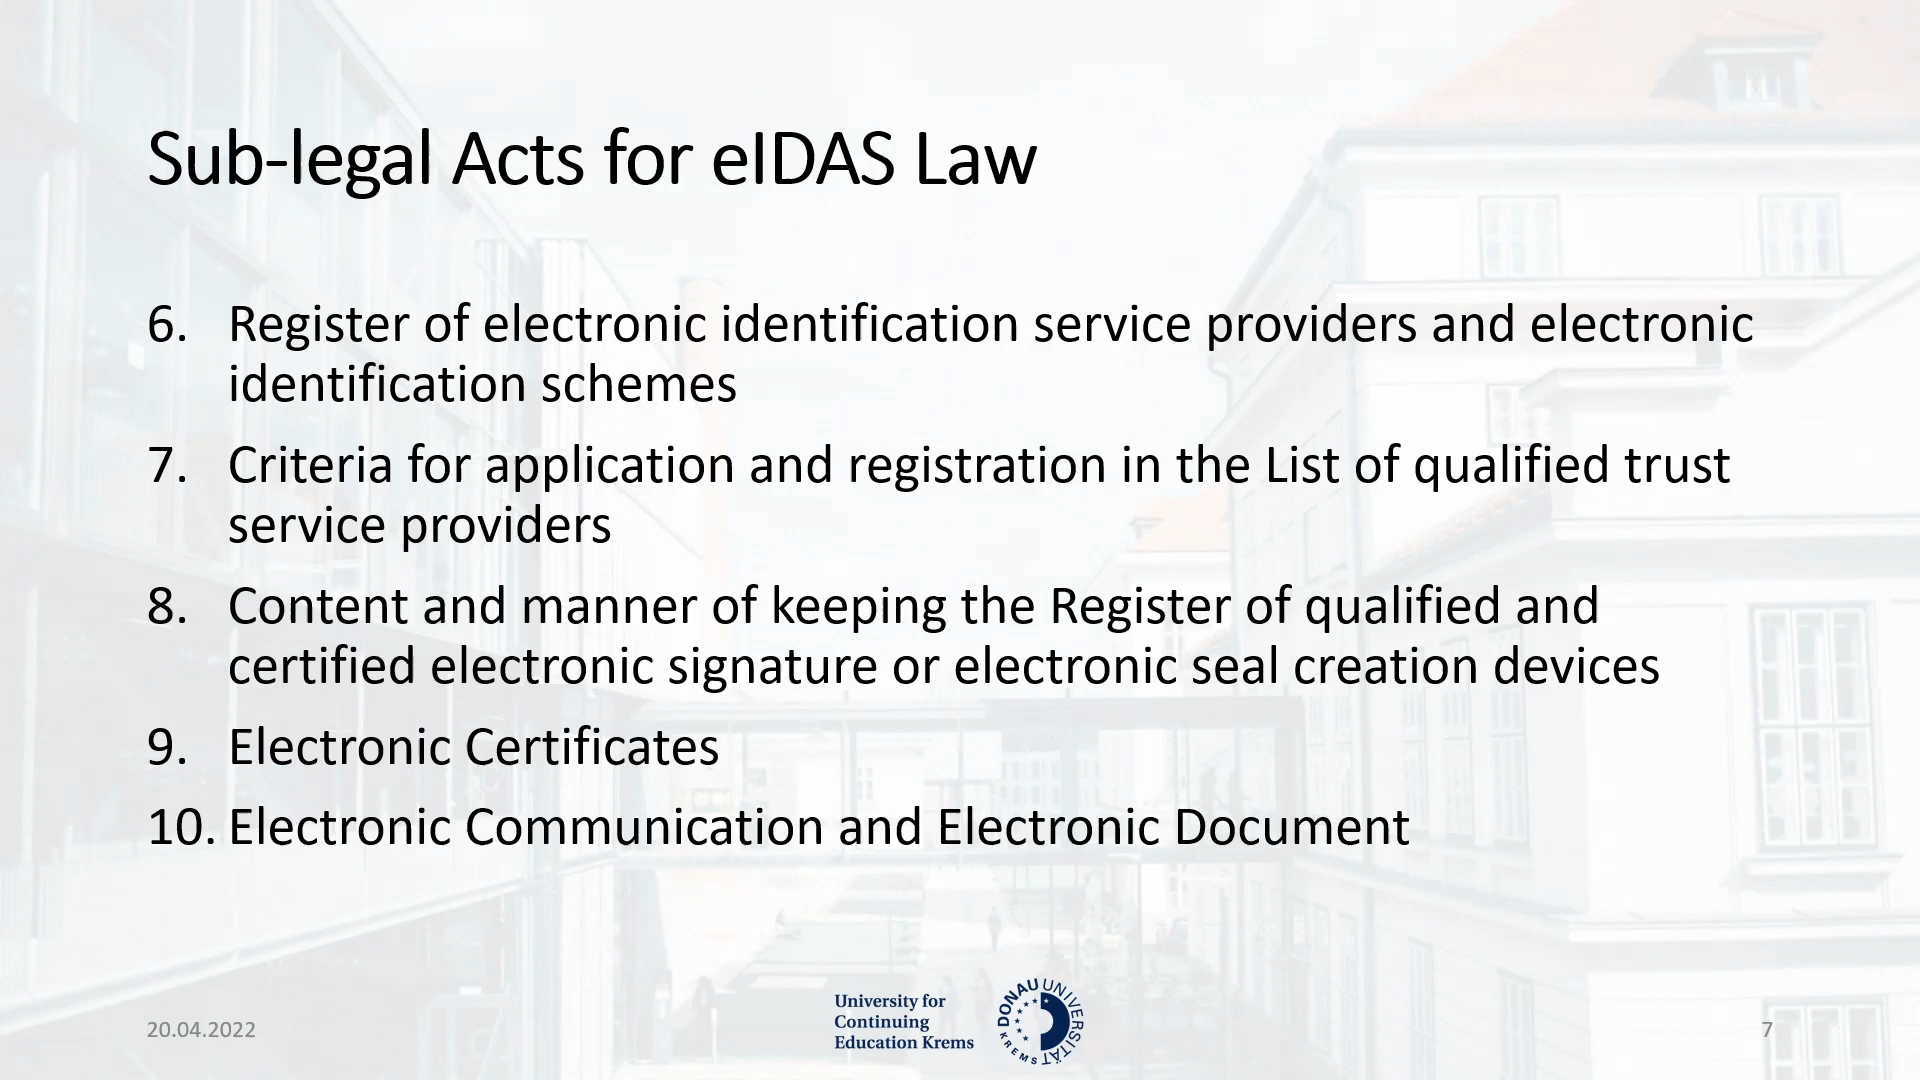 Sub-legal Acts for eIDAS Law
6. Register of electronic identification service providers and electronic
identification schemes
7. Criteria for application and registration in the List of qualified trust
service providers
8. Content and manner of keeping the Register of qualified and
certified electronic signature or electronic seal creation devices
9. Electronic Certificates
10. Electronic Communication and Electronic Document
20.04.2022
University for
Continuing
Education Krems
DONAU UNIVERSITÄT KREMS
7